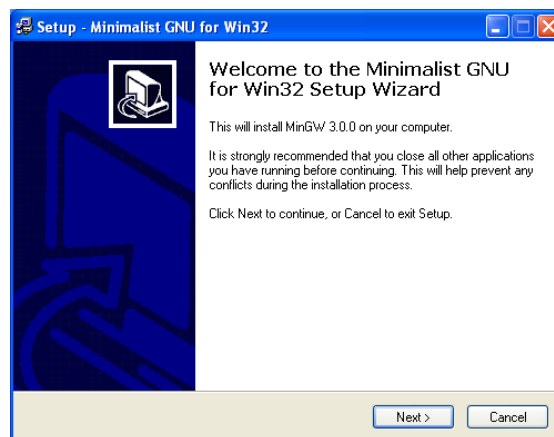 Setup - Minimalist GNU for Win32
Welcome to the Minimalist GNU
for Win32 Setup Wizard
This will install MinGW 3.0.0 on your computer.
It is strongly recommended that you close all other applications
you have running before continuing. This will help prevent any
conflicts during the installation process.
Click Next to continue, or Cancel to exit Setup.
Next >
Cancel